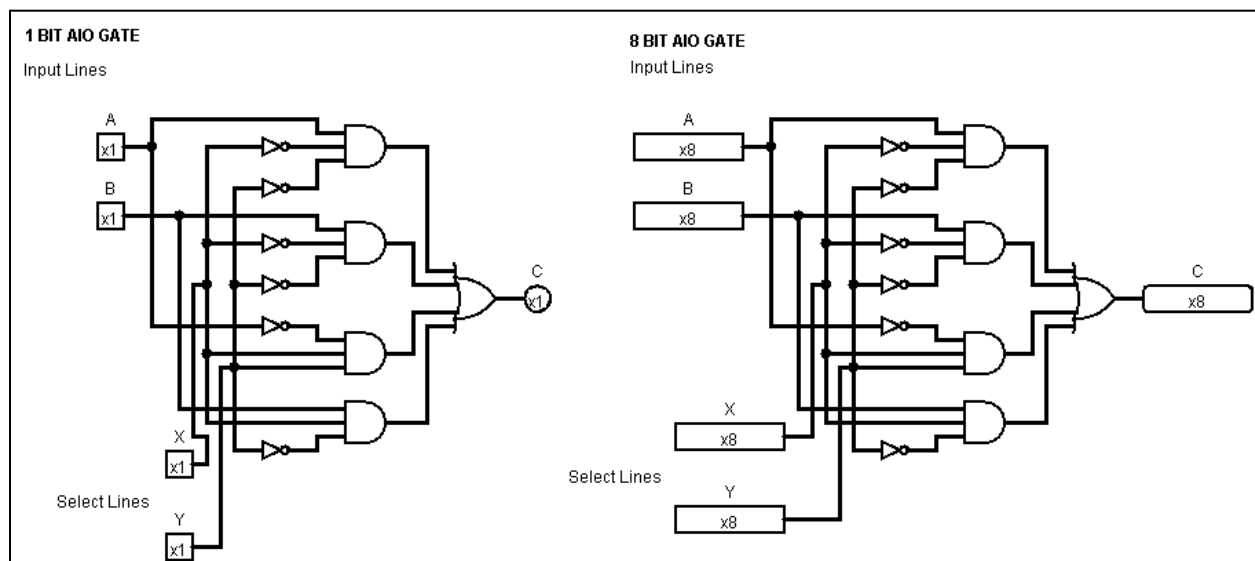 1 BIT AIO GATE
Input Lines
A
x1
B
x1
C
x1
X
x1
Select Lines
Y
x1
8 BIT AIO GATE
Input Lines
A
x8
B
x8
C
x8
X
x8
Select Lines
Y
x8